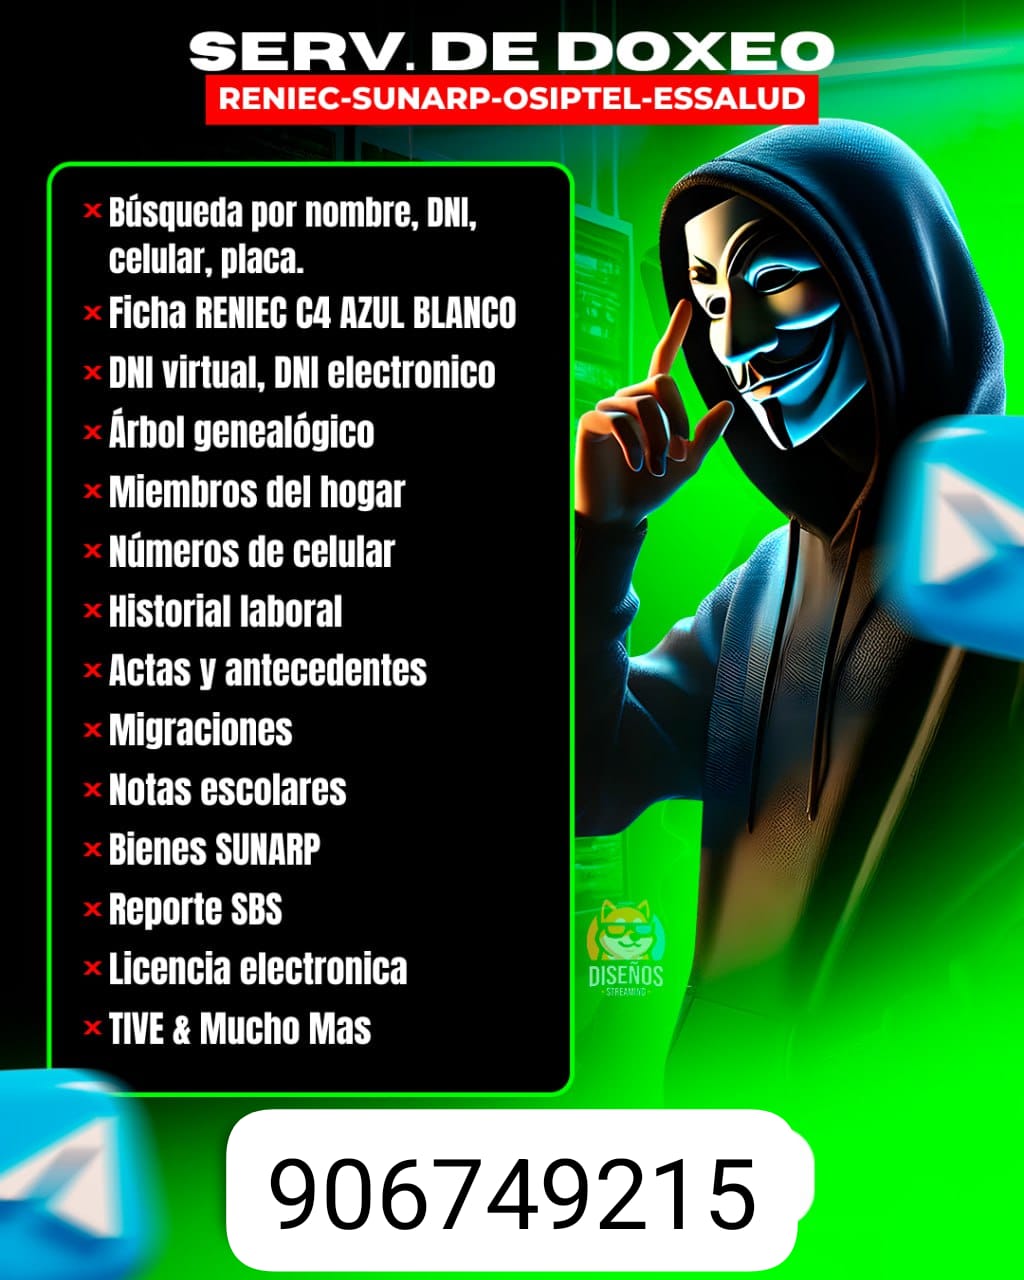 SERV. DE DOXEO
RENIEC-SUNARP-OSIPTEL-ESSALUD
× Búsqueda por nombre, DNI,
celular, placa.
× Ficha RENIEC C4 AZUL BLANCO
× DNI virtual, DNI electronico
× Árbol genealógico
× Miembros del hogar
× Números de celular
× Historial laboral
× Actas y antecedentes
× Migraciones
× Notas escolares
× Bienes SUNARP
× Reporte SBS
× Licencia electronica
× TIVE & Mucho Mas
DISEÑOS
- STREAMING -
906749215